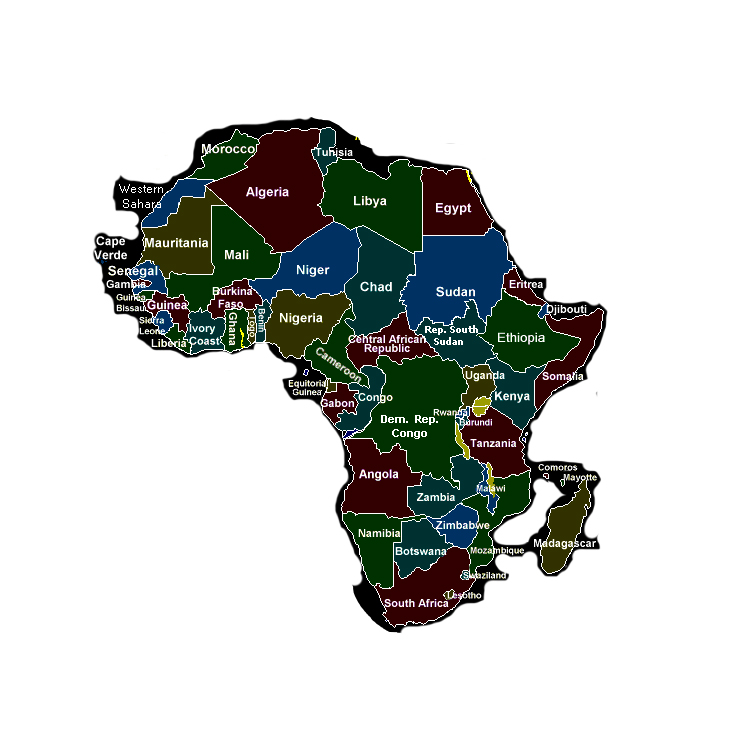 Morocco
Tunisia
Algeria
Libya
Egypt
Western
Sahara
Mauritania
Mali
Niger
Chad
Sudan
Eritrea
Djibouti
Cape
Verde
Senegal
Gambia
Guinea
Bissau
Guinea
Sierra
Leone
Liberia
Ivory
Coast
Burkina
Faso
Ghana
Togo
Benin
Nigeria
Cameroon
Central African
Republic
Rep. South
Sudan
Ethiopia
Somalia
Equitorial
Guinea
Gabon
Congo
Dem. Rep.
Congo
Uganda
Kenya
Rwanda
Burundi
Tanzania
Angola
Zambia
Malawi
Comoros
Mayotte
Madagascar
Namibia
Botswana
Zimbabwe
Mozambique
Swaziland
Lesotho
South Africa